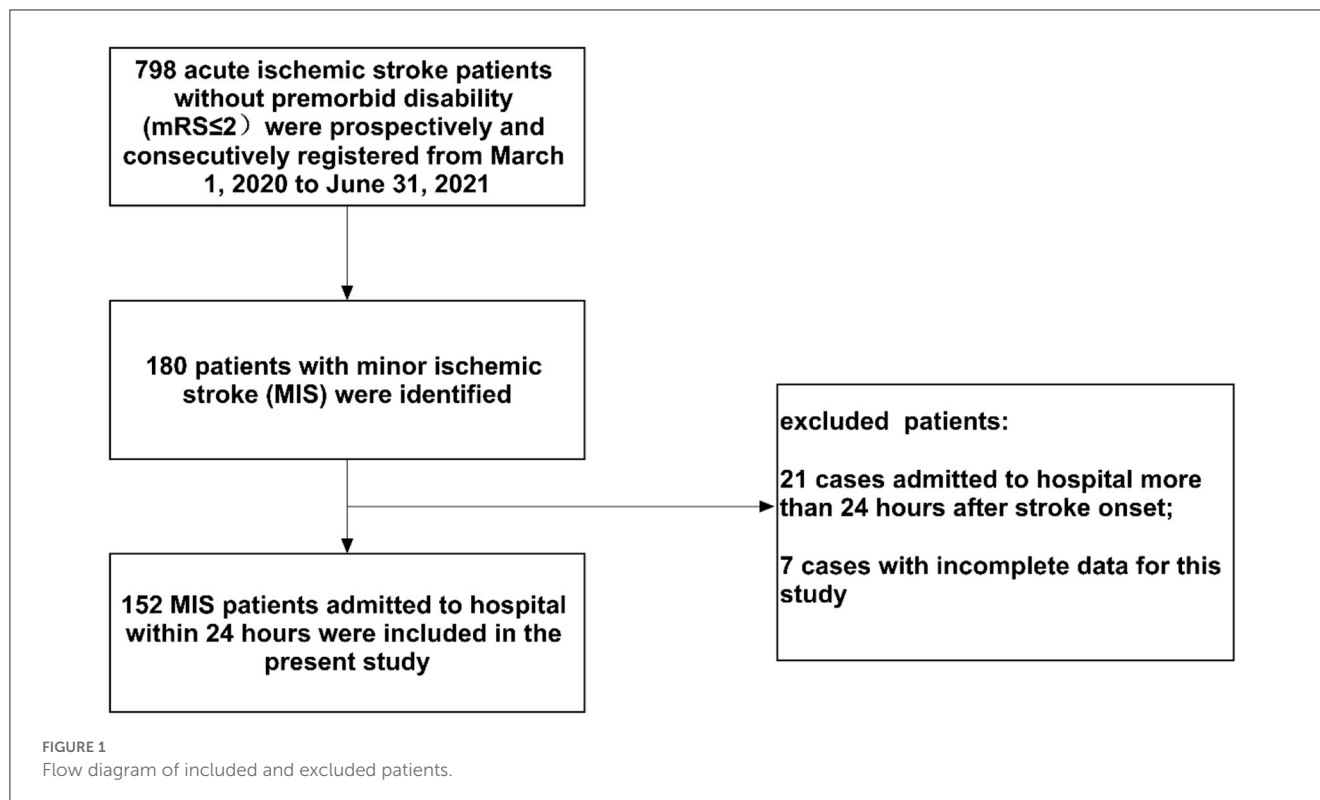 798 acute ischemic stroke patients
without premorbid disability
(mRS≤2）were prospectively and
consecutively registered from March
1, 2020 to June 31, 2021
180 patients with minor ischemic
stroke (MIS) were identified
excluded patients:
21 cases admitted to hospital more
than 24 hours after stroke onset;
7 cases with incomplete data for this
study
152 MIS patients admitted to hospital
within 24 hours were included in the
present study
FIGURE 1
Flow diagram of included and excluded patients.